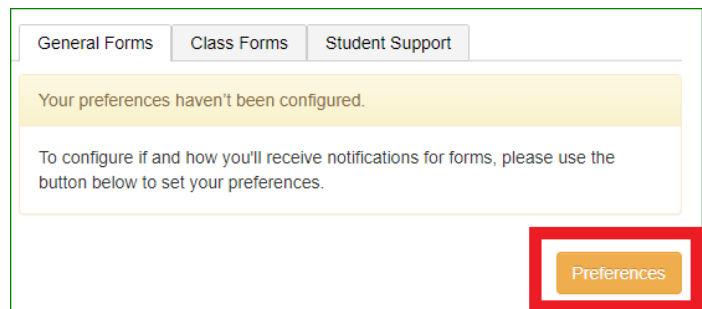 General Forms Class Forms Student Support
Your preferences haven't been configured.
To configure if and how you'll receive notifications for forms, please use the
button below to set your preferences.
Preferences